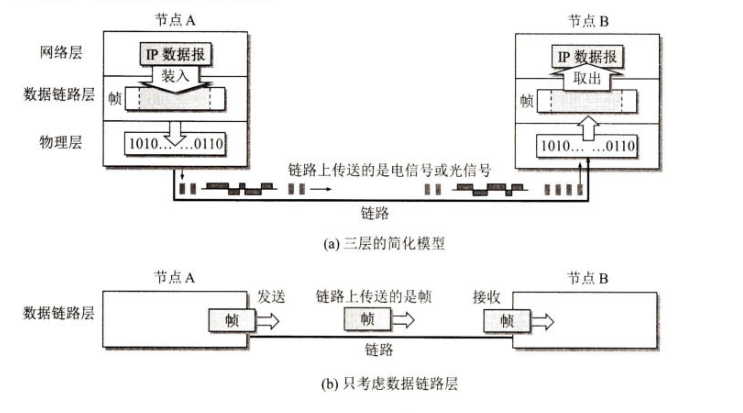 节点 A
节点 B
网络层
IP 数据报
IP 数据报
装入
取出
数据链路层
帧
帧
物理层
1010… …0110
1010… …0110
链路上传送的是电信号或光信号
链路
(a) 三层的简化模型
节点 A
节点 B
发送
链路上传送的是帧
接收
数据链路层
帧
帧
帧
链路
(b) 只考虑数据链路层